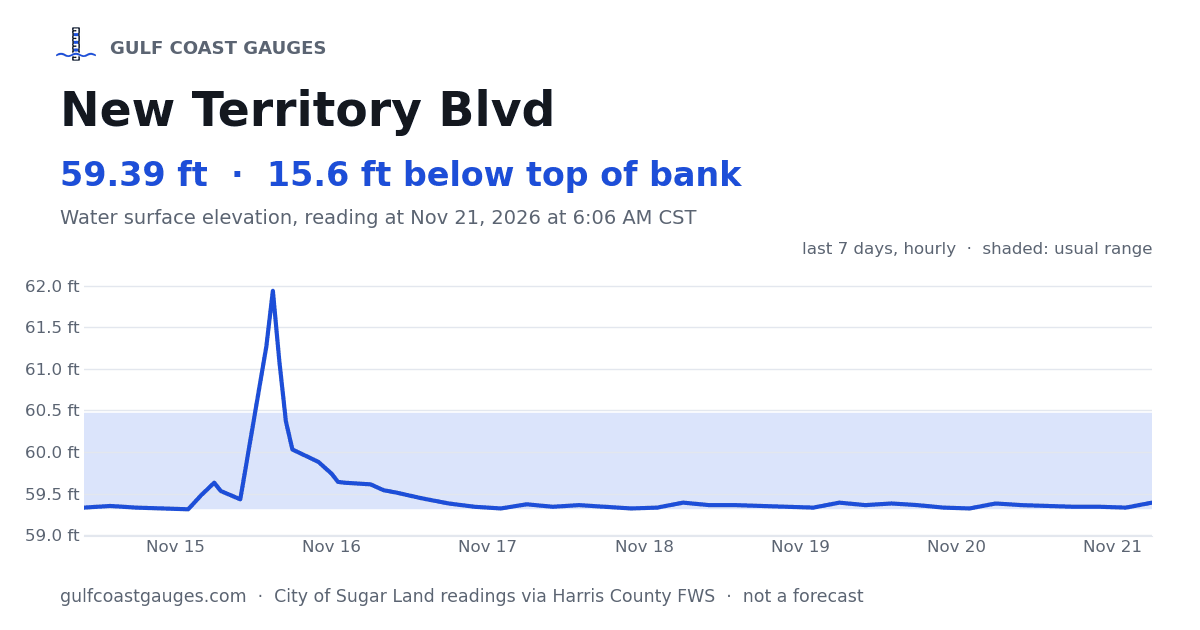 GULF COAST GAUGES
New Territory Blvd
59.39 ft · 15.6 ft below top of bank
Water surface elevation, reading at Nov 21, 2026 at 6:06 AM CST
last 7 days, hourly · shaded: usual range
62.0 ft
61.5 ft
61.0 ft
60.5 ft
60.0 ft
59.5 ft
59.0 ft
Nov 15 Nov 16 Nov 17 Nov 18 Nov 19 Nov 20 Nov 21
gulfcoastgauges.com · City of Sugar Land readings via Harris County FWS · not a forecast